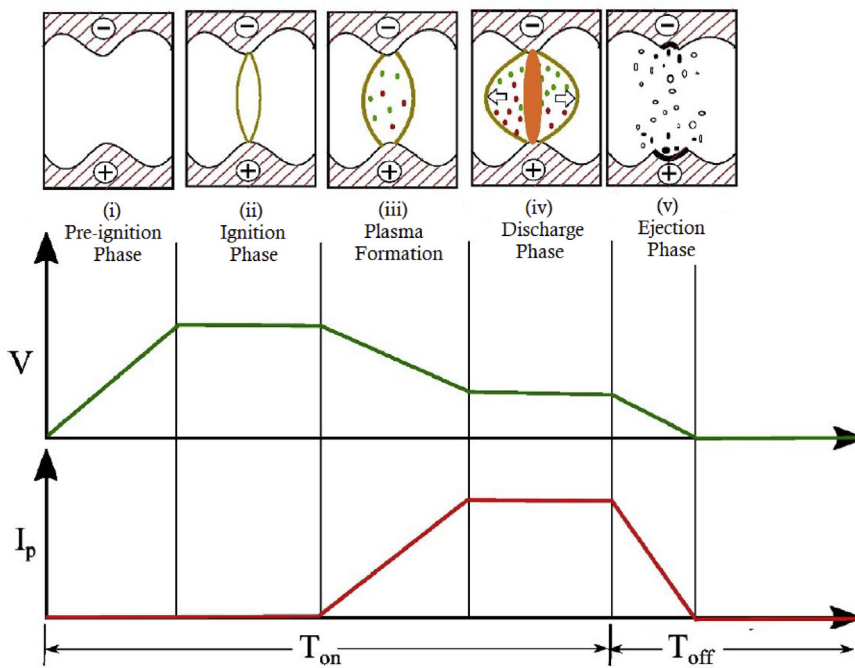 − − − − −
+ + + + +
(i) (ii) (iii) (iv) (v)
Pre-ignition Phase
Ignition Phase
Plasma Formation
Discharge Phase
Ejection Phase
V
Ip
Ton Toff